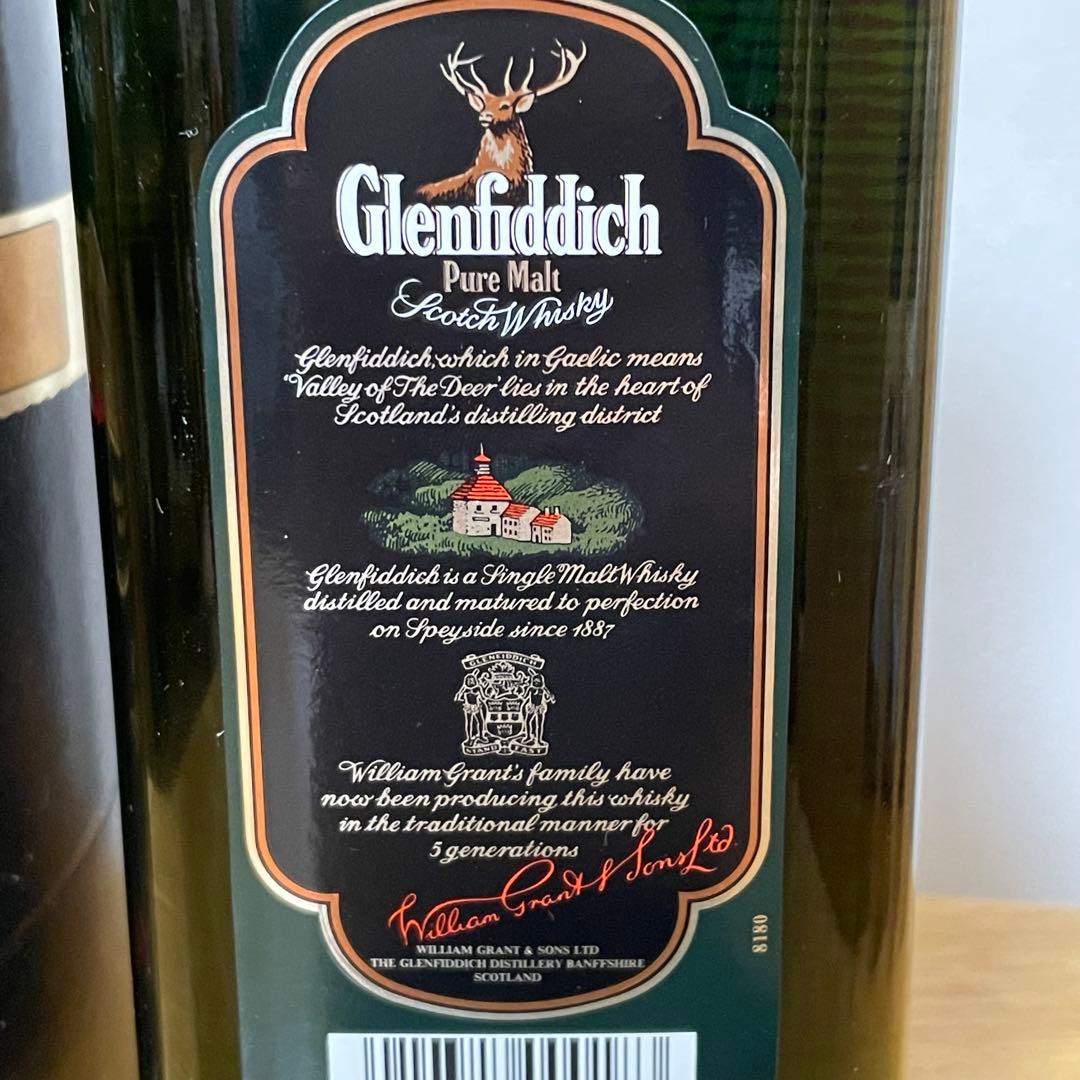 Glenfiddich
Pure Malt
Scotch Whisky
Glenfiddich, which in Gaelic means
'Valley of The Deer' lies in the heart of
Scotland's distilling district
Glenfiddich is a Single Malt Whisky
distilled and matured to perfection
on Speyside since 1887
GLENFIDDICH
STAND FAST
William Grant's family have
now been producing this whisky
in the traditional manner for
5 generations
William Grant & Sons Ltd
WILLIAM GRANT & SONS LTD
THE GLENFIDDICH DISTILLERY BANFFSHIRE
SCOTLAND
8180